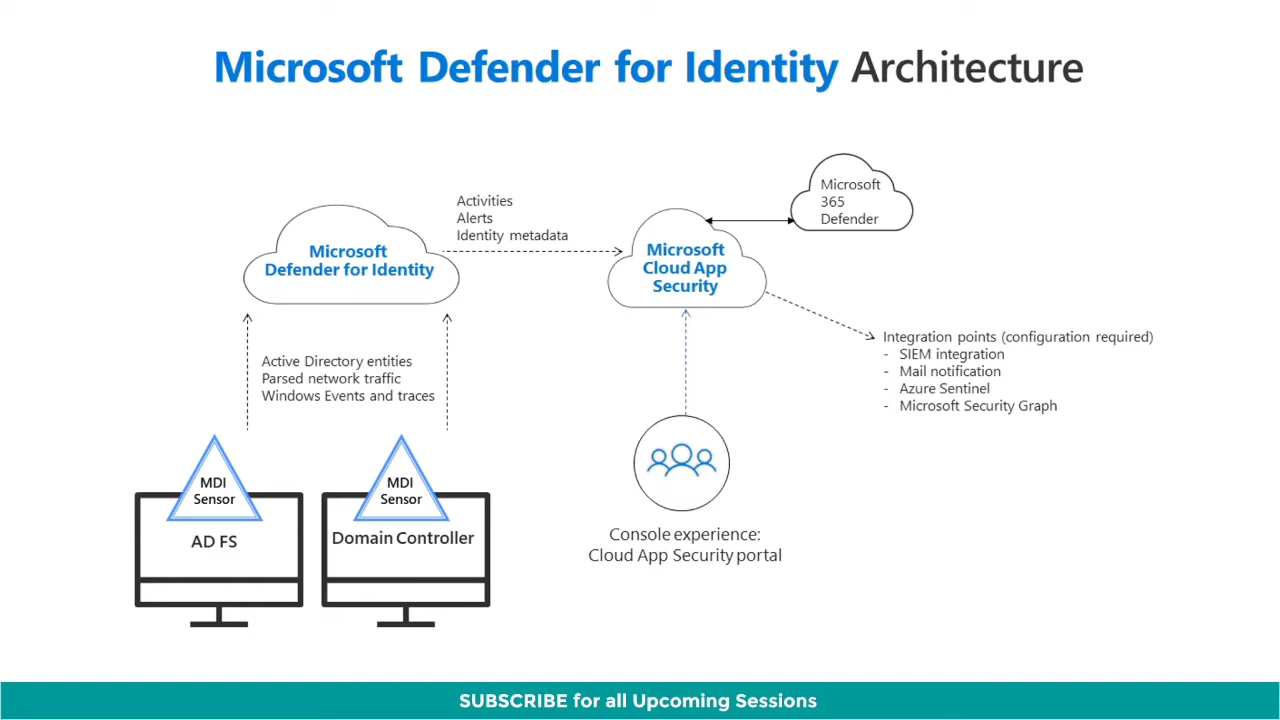 Microsoft Defender for Identity Architecture
Microsoft
365
Defender
Activities
Alerts
Identity metadata
Microsoft
Defender for Identity
Microsoft
Cloud App
Security
Integration points (configuration required)
- SIEM integration
- Mail notification
- Azure Sentinel
- Microsoft Security Graph
Active Directory entities
Parsed network traffic
Windows Events and traces
MDI
Sensor
AD FS
MDI
Sensor
Domain Controller
Console experience:
Cloud App Security portal
SUBSCRIBE for all Upcoming Sessions